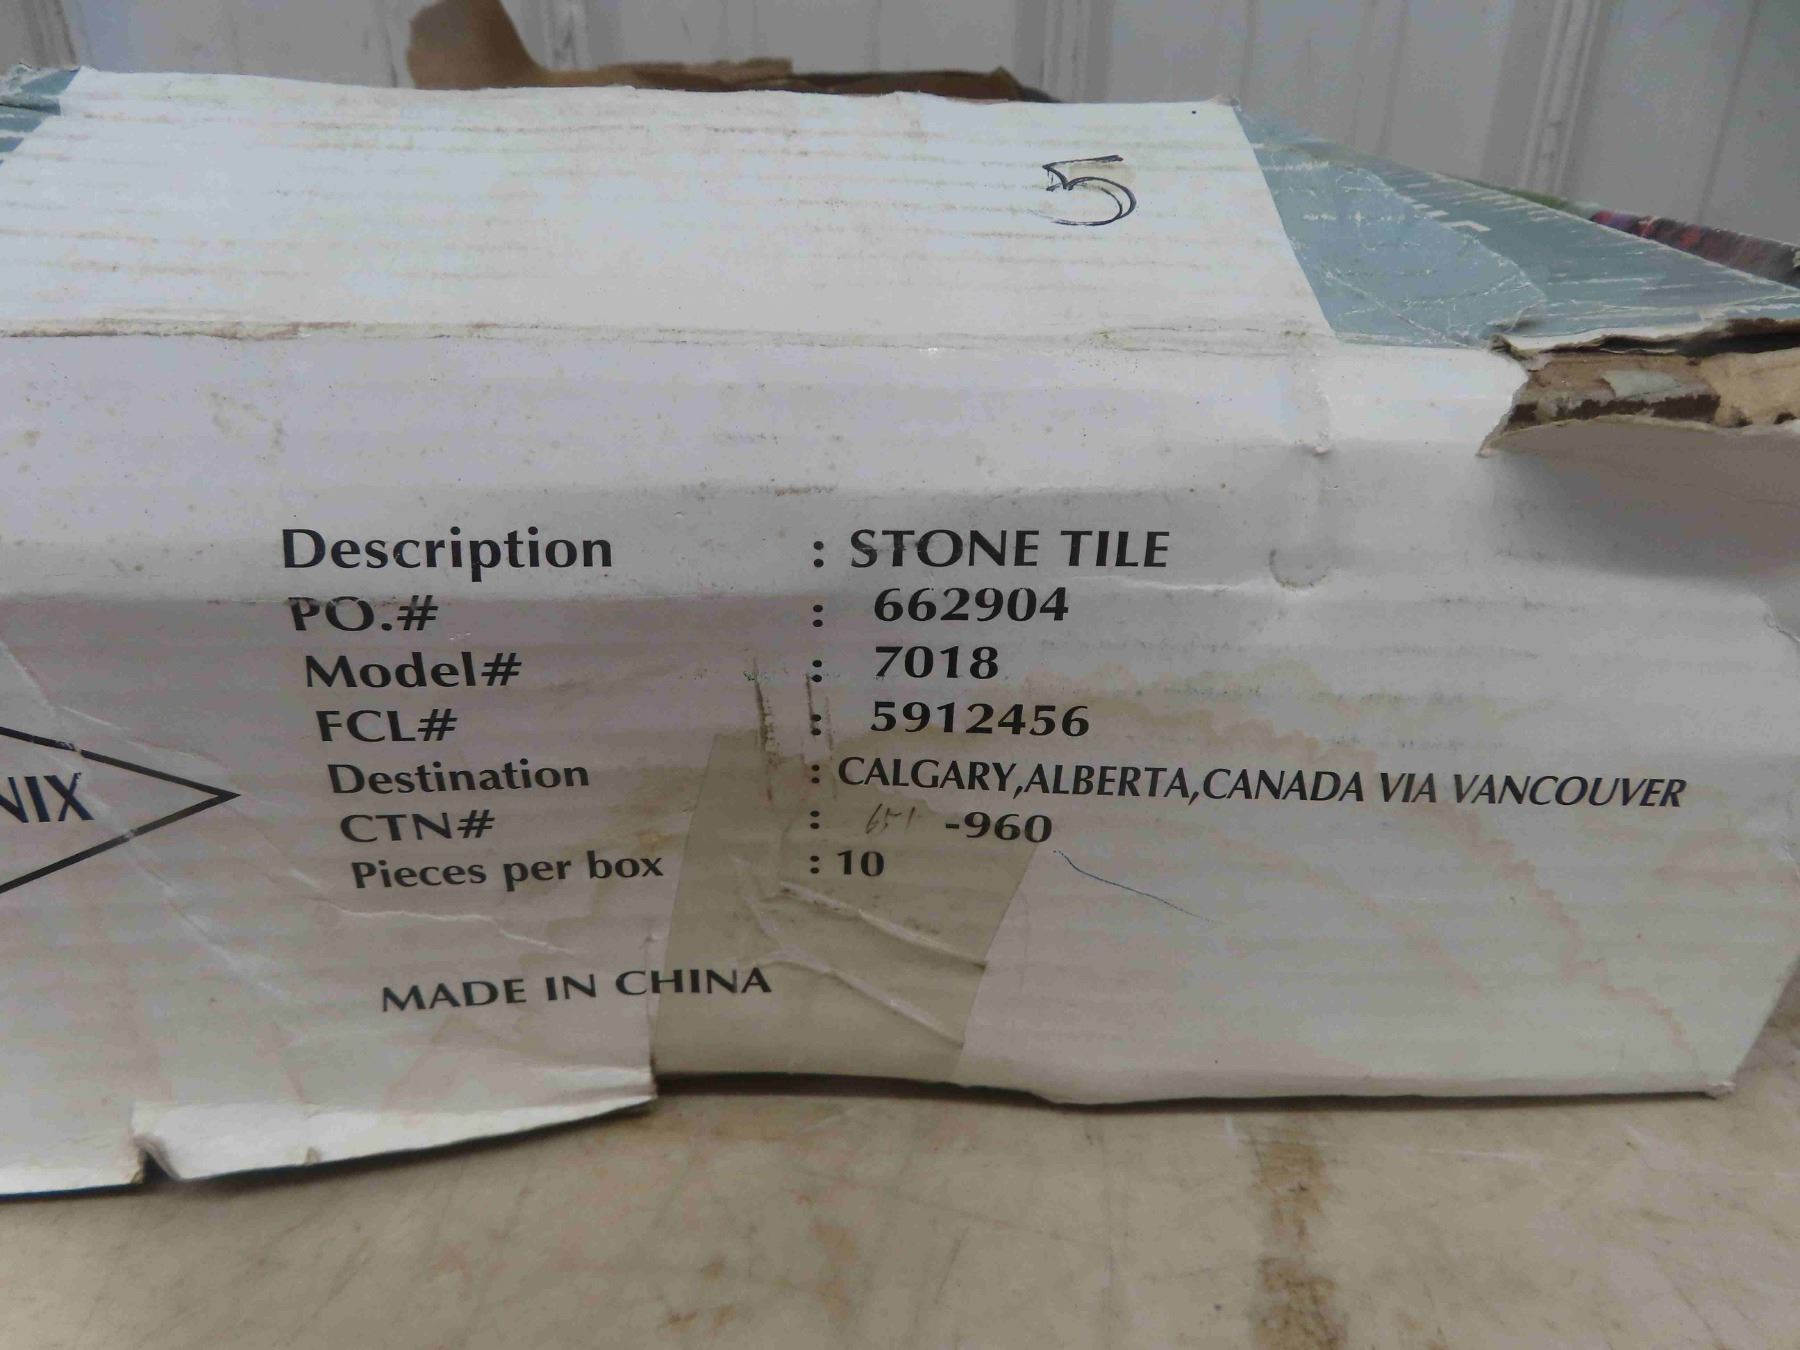 5
Description : STONE TILE
PO.# : 662904
Model# : 7018
FCL# : 5912456
Destination : CALGARY,ALBERTA,CANADA VIA VANCOUVER
CTN# : 651 -960
Pieces per box : 10
MADE IN CHINA
NIX